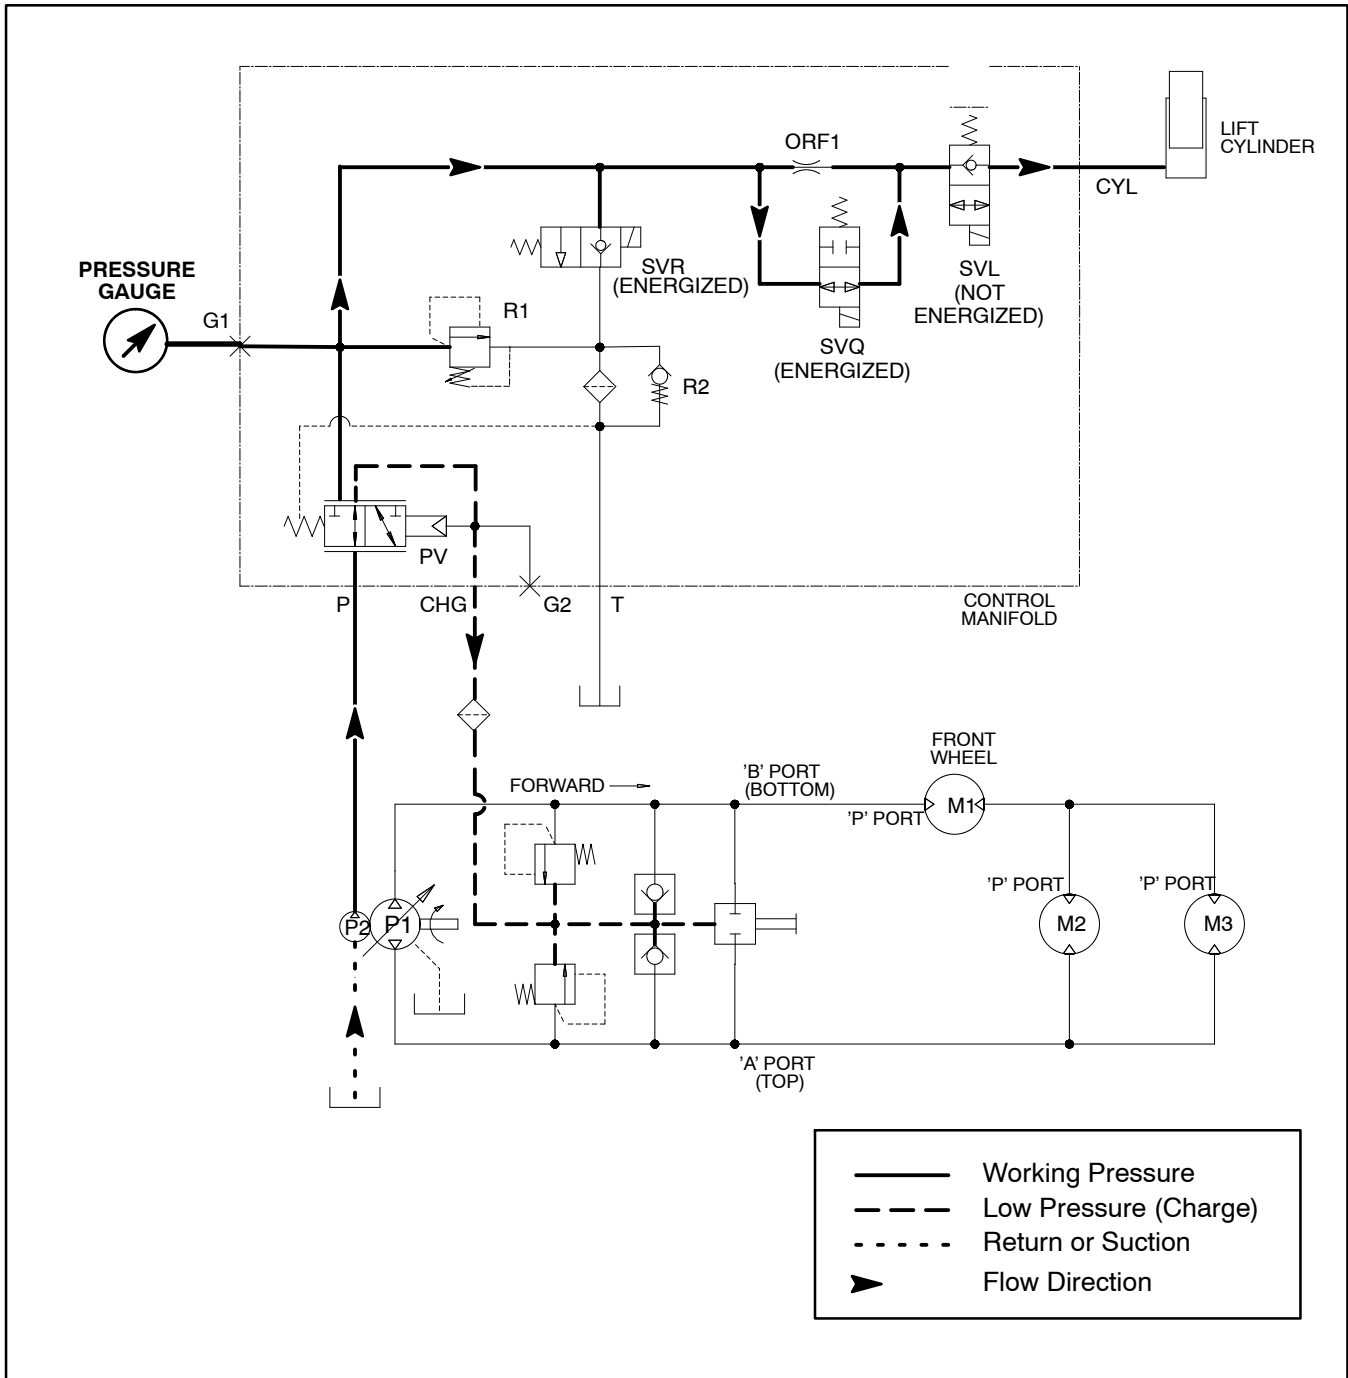 ORF1
LIFT
CYLINDER
CYL
PRESSURE
GAUGE
G1
SVR
(ENERGIZED)
SVL
(NOT
ENERGIZED)
R1
SVQ
(ENERGIZED)
R2
PV
P
CHG
G2
T
CONTROL
MANIFOLD
FRONT
WHEEL
FORWARD
'B' PORT
(BOTTOM)
'P' PORT
M1
'P' PORT
'P' PORT
P2
P1
M2
M3
'A' PORT
(TOP)
Working Pressure
Low Pressure (Charge)
Return or Suction
Flow Direction